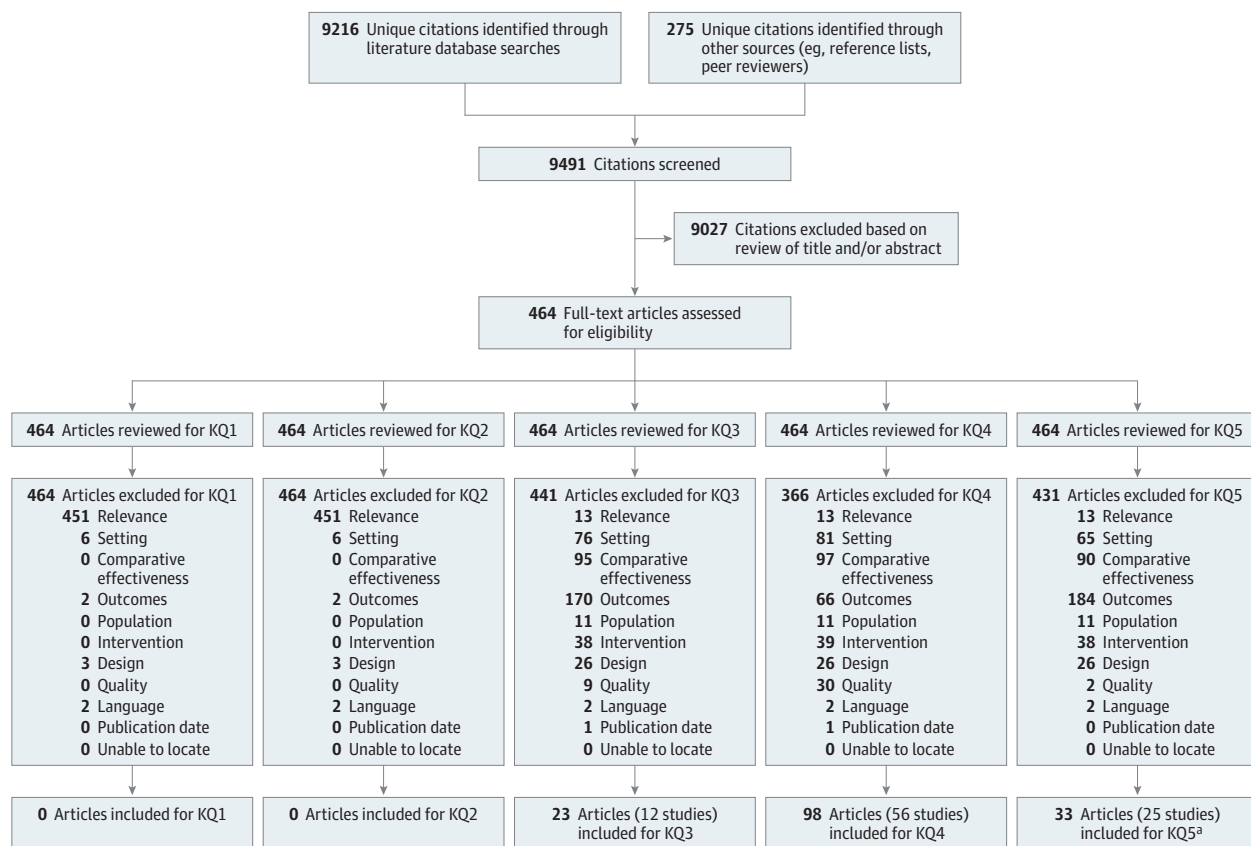 9216 Unique citations identified through
literature database searches
275 Unique citations identified through
other sources (eg, reference lists,
peer reviewers)
9491 Citations screened
9027 Citations excluded based on
review of title and/or abstract
464 Full-text articles assessed
for eligibility
464 Articles reviewed for KQ1
464 Articles reviewed for KQ2
464 Articles reviewed for KQ3
464 Articles reviewed for KQ4
464 Articles reviewed for KQ5
464 Articles excluded for KQ1
451 Relevance
6 Setting
0 Comparative
effectiveness
2 Outcomes
0 Population
0 Intervention
3 Design
0 Quality
2 Language
0 Publication date
0 Unable to locate
464 Articles excluded for KQ2
451 Relevance
6 Setting
0 Comparative
effectiveness
2 Outcomes
0 Population
0 Intervention
3 Design
0 Quality
2 Language
0 Publication date
0 Unable to locate
441 Articles excluded for KQ3
13 Relevance
76 Setting
95 Comparative
effectiveness
170 Outcomes
11 Population
38 Intervention
26 Design
9 Quality
2 Language
1 Publication date
0 Unable to locate
366 Articles excluded for KQ4
13 Relevance
81 Setting
97 Comparative
effectiveness
66 Outcomes
11 Population
39 Intervention
26 Design
30 Quality
2 Language
1 Publication date
0 Unable to locate
431 Articles excluded for KQ5
13 Relevance
65 Setting
90 Comparative
effectiveness
184 Outcomes
11 Population
38 Intervention
26 Design
2 Quality
2 Language
0 Publication date
0 Unable to locate
0 Articles included for KQ1
0 Articles included for KQ2
23 Articles (12 studies)
included for KQ3
98 Articles (56 studies)
included for KQ4
33 Articles (25 studies)
included for KQ5ᵃ